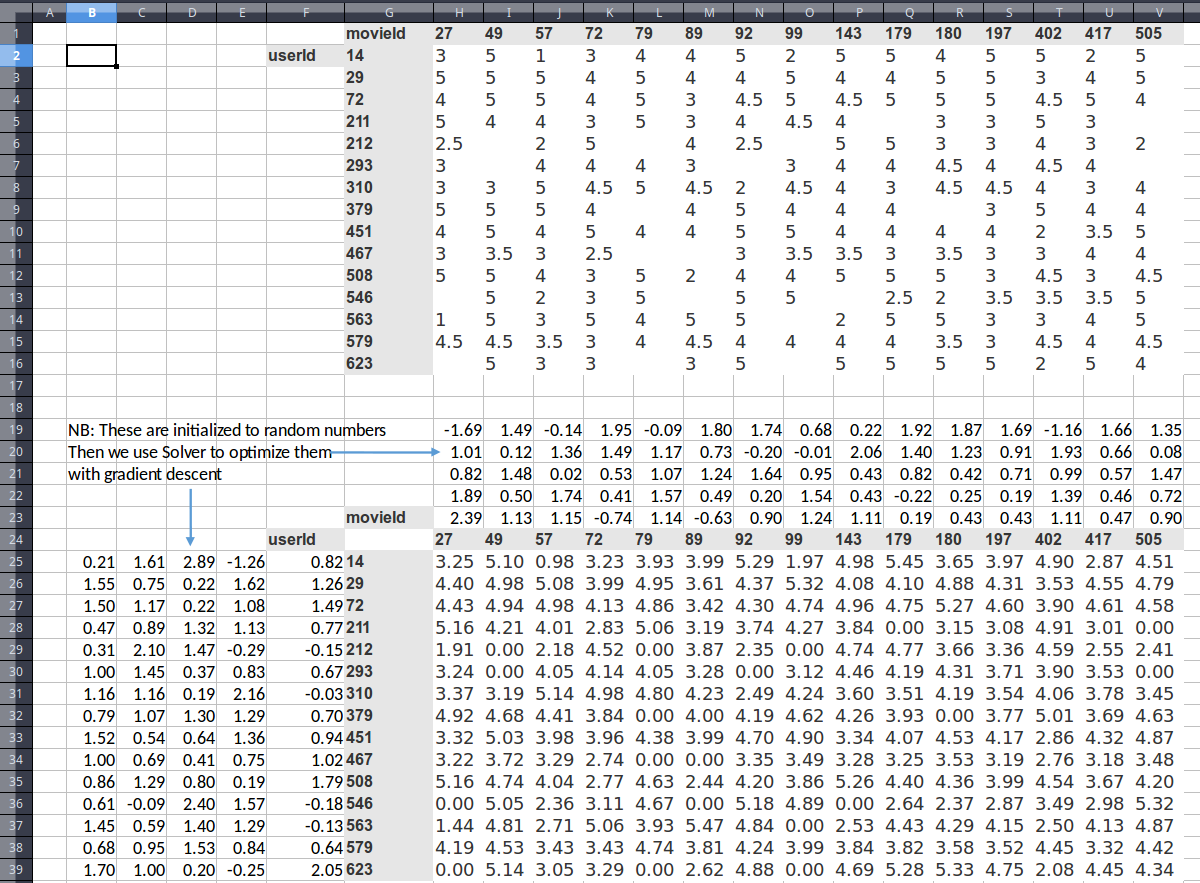 A B C D E F G H I J K L M N O P Q R S T U V
1 movieId 27 49 57 72 79 89 92 99 143 179 180 197 402 417 505
2 userId 14 3 5 1 3 4 4 5 2 5 5 4 5 5 2 5
3 29 5 5 5 4 5 4 4 5 4 4 5 5 3 4 5
4 72 4 5 5 4 5 3 4.5 5 4.5 5 5 5 4.5 5 4
5 211 5 4 4 3 5 3 4 4.5 4 3 3 5 3
6 212 2.5 2 5 4 2.5 5 5 3 3 4 3 2
7 293 3 4 4 4 3 3 4 4 4.5 4 4.5 4
8 310 3 3 5 4.5 5 4.5 2 4.5 4 3 4.5 4.5 4 3 4
9 379 5 5 5 4 4 5 4 4 4 3 5 4 4
10 451 4 5 4 5 4 4 5 5 4 4 4 4 2 3.5 5
11 467 3 3.5 3 2.5 3 3.5 3.5 3 3.5 3 3 4 4
12 508 5 5 4 3 5 2 4 4 5 5 5 3 4.5 3 4.5
13 546 5 2 3 5 5 5 2.5 2 3.5 3.5 3.5 5
14 563 1 5 3 5 4 5 5 2 5 5 3 3 4 5
15 579 4.5 4.5 3.5 3 4 4.5 4 4 4 4 3.5 3 4.5 4 4.5
16 623 5 3 3 3 5 5 5 5 5 2 5 4
17
18
19 NB: These are initialized to random numbers -1.69 1.49 -0.14 1.95 -0.09 1.80 1.74 0.68 0.22 1.92 1.87 1.69 -1.16 1.66 1.35
20 Then we use Solver to optimize them 1.01 0.12 1.36 1.49 1.17 0.73 -0.20 -0.01 2.06 1.40 1.23 0.91 1.93 0.66 0.08
21 with gradient descent 0.82 1.48 0.02 0.53 1.07 1.24 1.64 0.95 0.43 0.82 0.42 0.71 0.99 0.57 1.47
22 1.89 0.50 1.74 0.41 1.57 0.49 0.20 1.54 0.43 -0.22 0.25 0.19 1.39 0.46 0.72
23 movieId 2.39 1.13 1.15 -0.74 1.14 -0.63 0.90 1.24 1.11 0.19 0.43 0.43 1.11 0.47 0.90
24 userId 27 49 57 72 79 89 92 99 143 179 180 197 402 417 505
25 0.21 1.61 2.89 -1.26 0.82 14 3.25 5.10 0.98 3.23 3.93 3.99 5.29 1.97 4.98 5.45 3.65 3.97 4.90 2.87 4.51
26 1.55 0.75 0.22 1.62 1.26 29 4.40 4.98 5.08 3.99 4.95 3.61 4.37 5.32 4.08 4.10 4.88 4.31 3.53 4.55 4.79
27 1.50 1.17 0.22 1.08 1.49 72 4.43 4.94 4.98 4.13 4.86 3.42 4.30 4.74 4.96 4.75 5.27 4.60 3.90 4.61 4.58
28 0.47 0.89 1.32 1.13 0.77 211 5.16 4.21 4.01 2.83 5.06 3.19 3.74 4.27 3.84 0.00 3.15 3.08 4.91 3.01 0.00
29 0.31 2.10 1.47 -0.29 -0.15 212 1.91 0.00 2.18 4.52 0.00 3.87 2.35 0.00 4.74 4.77 3.66 3.36 4.59 2.55 2.41
30 1.00 1.45 0.37 0.83 0.67 293 3.24 0.00 4.05 4.14 4.05 3.28 0.00 3.12 4.46 4.19 4.31 3.71 3.90 3.53 0.00
31 1.16 1.16 0.19 2.16 -0.03 310 3.37 3.19 5.14 4.98 4.80 4.23 2.49 4.24 3.60 3.51 4.19 3.54 4.06 3.78 3.45
32 0.79 1.07 1.30 1.29 0.70 379 4.92 4.68 4.41 3.84 0.00 4.00 4.19 4.62 4.26 3.93 0.00 3.77 5.01 3.69 4.63
33 1.52 0.54 0.64 1.36 0.94 451 3.32 5.03 3.98 3.96 4.38 3.99 4.70 4.90 3.34 4.07 4.53 4.17 2.86 4.32 4.87
34 1.00 0.69 0.41 0.75 1.02 467 3.22 3.72 3.29 2.74 0.00 0.00 3.35 3.49 3.28 3.25 3.53 3.19 2.76 3.18 3.48
35 0.86 1.29 0.80 0.19 1.79 508 5.16 4.74 4.04 2.77 4.63 2.44 4.20 3.86 5.26 4.40 4.36 3.99 4.54 3.67 4.20
36 0.61 -0.09 2.40 1.57 -0.18 546 0.00 5.05 2.36 3.11 4.67 0.00 5.18 4.89 0.00 2.64 2.37 2.87 3.49 2.98 5.32
37 1.45 0.59 1.40 1.29 -0.13 563 1.44 4.81 2.71 5.06 3.93 5.47 4.84 0.00 2.53 4.43 4.29 4.15 2.50 4.13 4.87
38 0.68 0.95 1.53 0.84 0.64 579 4.19 4.53 3.43 3.43 4.74 3.81 4.24 3.99 3.84 3.82 3.58 3.52 4.45 3.32 4.42
39 1.70 1.00 0.20 -0.25 2.05 623 0.00 5.14 3.05 3.29 0.00 2.62 4.88 0.00 4.69 5.28 5.33 4.75 2.08 4.45 4.34